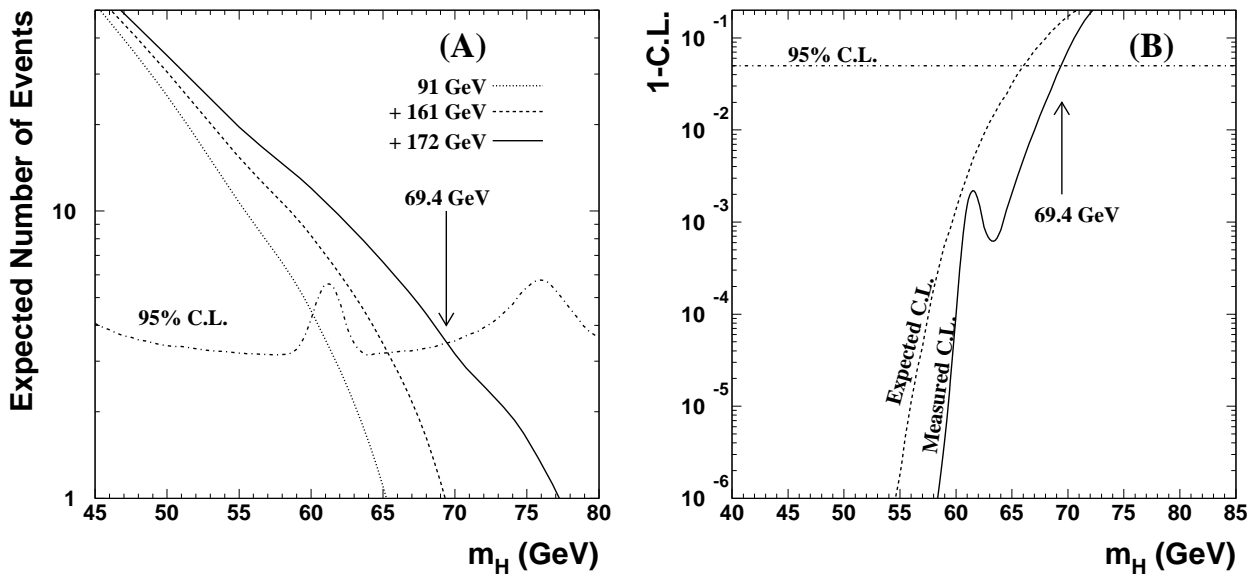 (A)
Expected Number of Events
91 GeV
+ 161 GeV
+ 172 GeV
69.4 GeV
95% C.L.
10
1
45 50 55 60 65 70 75 80
m_H (GeV)
(B)
1-C.L.
95% C.L.
69.4 GeV
Expected C.L.
Measured C.L.
10^-1
10^-2
10^-3
10^-4
10^-5
10^-6
40 45 50 55 60 65 70 75 80 85
m_H (GeV)